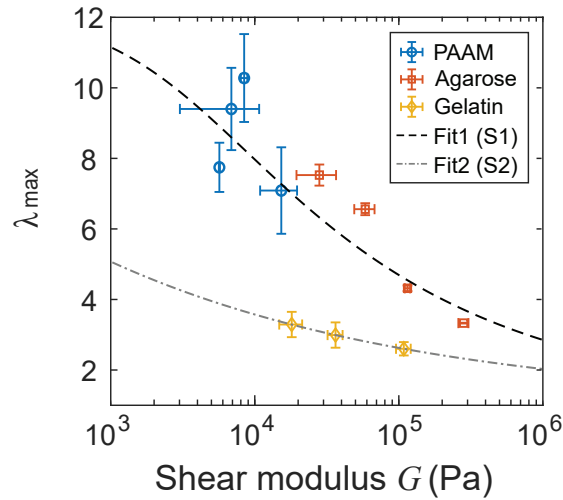 12
10
8
6
4
2
λmax
PAAM
Agarose
Gelatin
Fit1 (S1)
Fit2 (S2)
10^3 10^4 10^5 10^6
Shear modulus G (Pa)